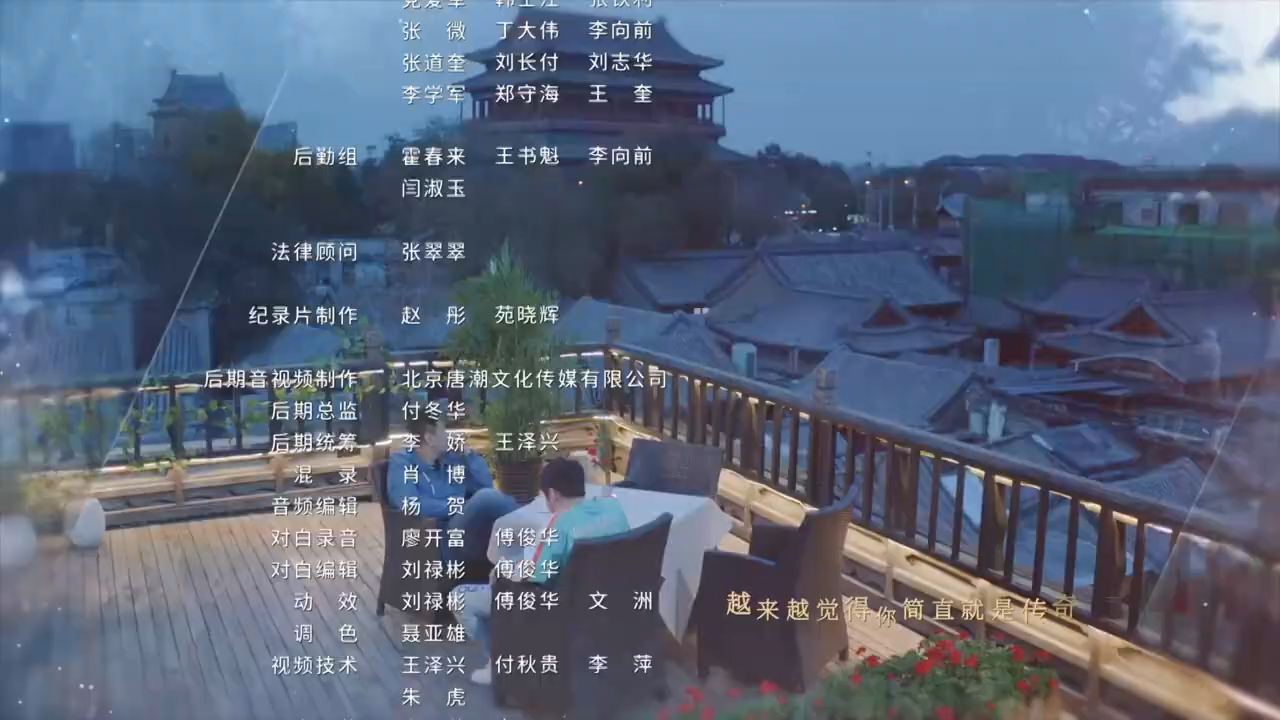 张 微 丁大伟 李向前
张道奎 刘长付 刘志华
李学军 郑守海 王 奎
后勤组 霍春来 王书魁 李向前
闫淑玉
法律顾问 张翠翠
纪录片制作 赵 彤 苑晓辉
后期音视频制作 北京唐潮文化传媒有限公司
后期总监 付冬华
后期统筹 李 娇 王泽兴
混 录 肖 博
音频编辑 杨 贺
对白录音 廖开富 傅俊华
对白编辑 刘禄彬 傅俊华
动 效 刘禄彬 傅俊华 文 洲
越来越觉得你简直就是传奇
调 色 聂亚雄
视频技术 王泽兴 付秋贵 李 萍
朱 虎